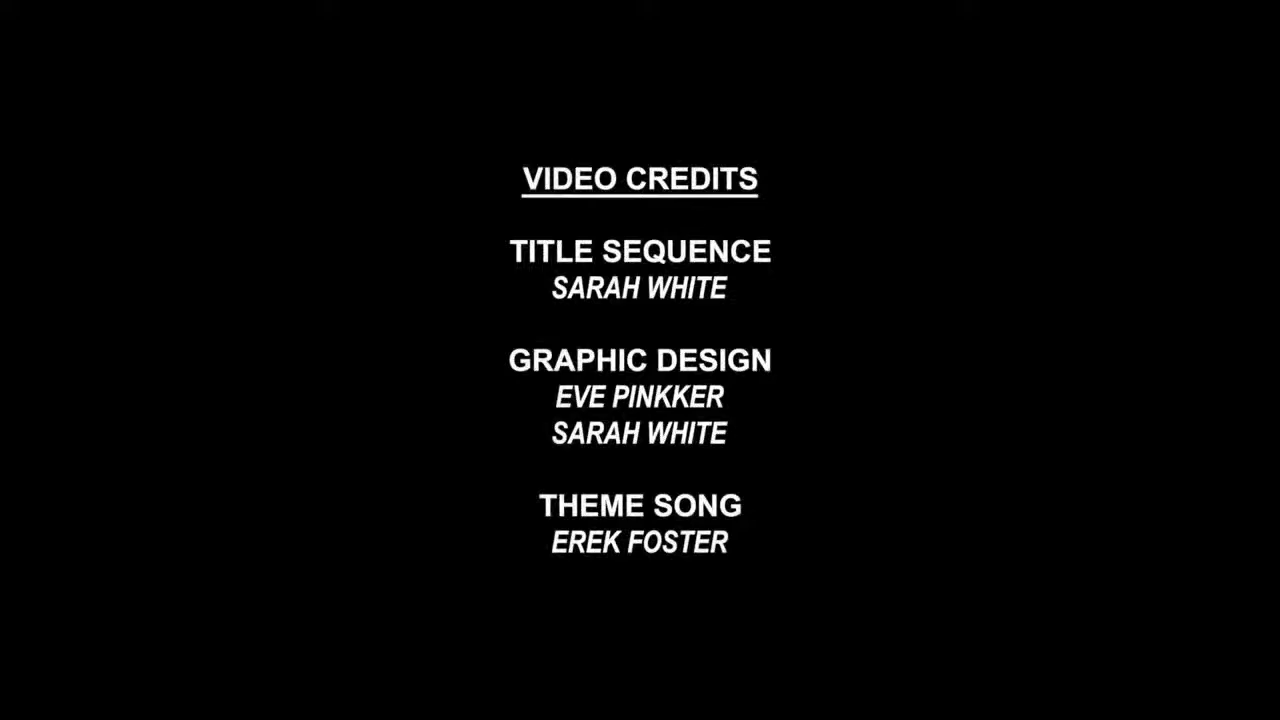 VIDEO CREDITS
TITLE SEQUENCE
SARAH WHITE
GRAPHIC DESIGN
EVE PINKKER
SARAH WHITE
THEME SONG
EREK FOSTER